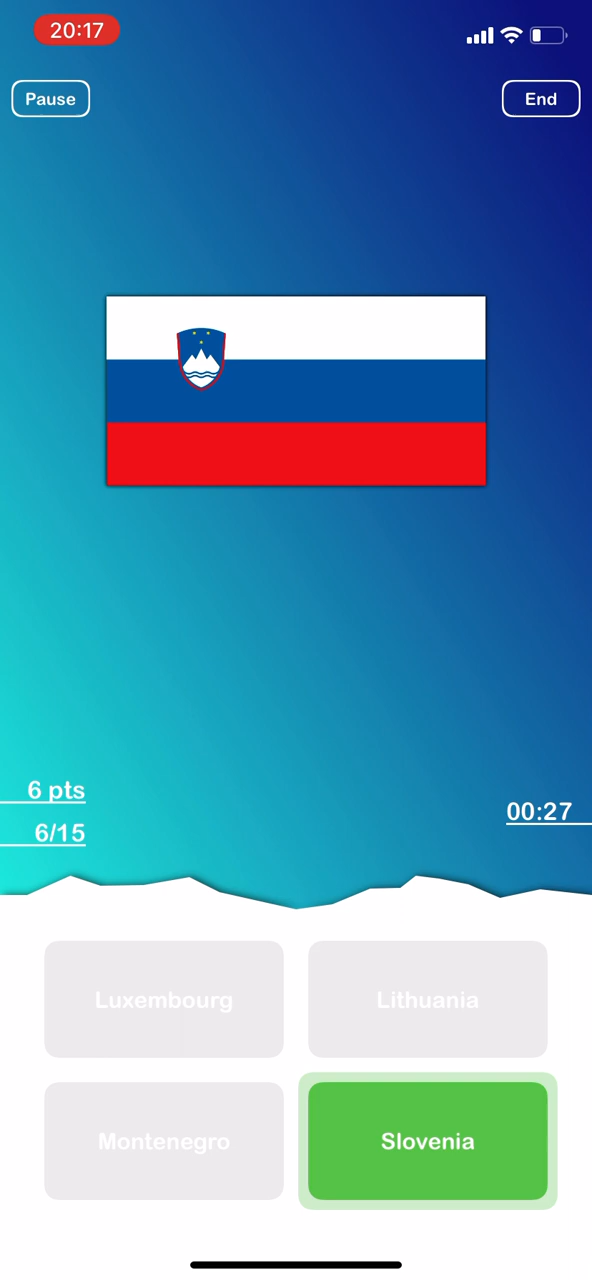 20:17
Pause
End
6 pts
6/15
00:27
Luxembourg
Lithuania
Montenegro
Slovenia